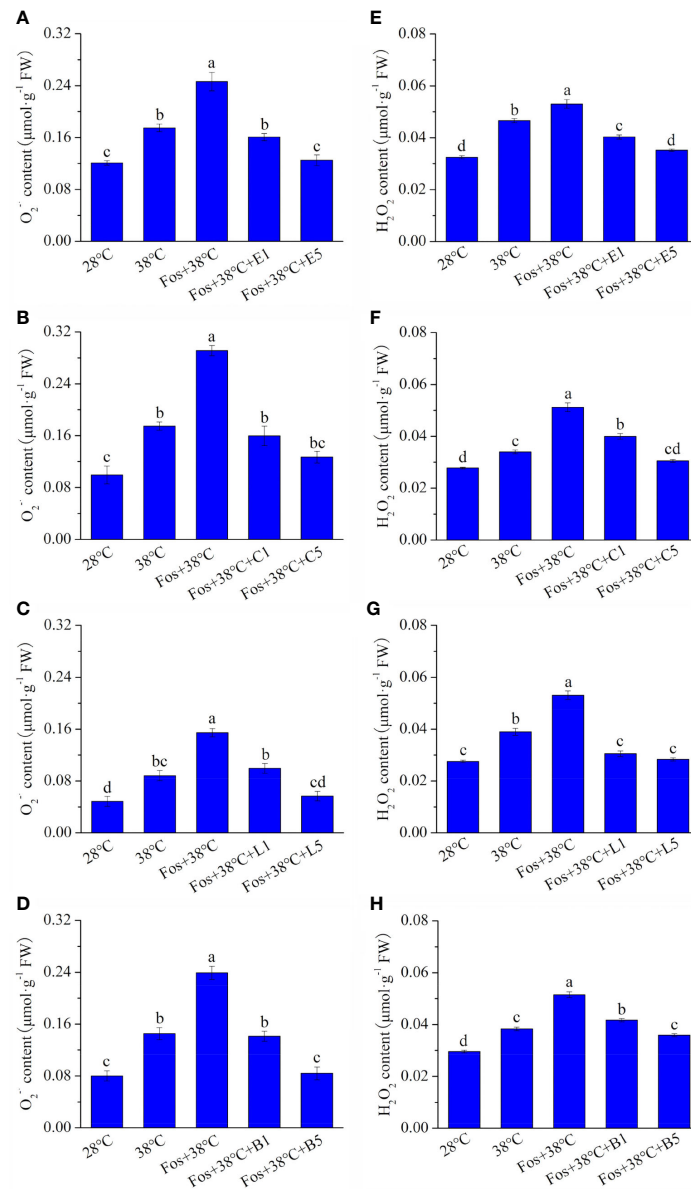 A
O₂·⁻ content (μmol·g⁻¹ FW)
0.32
0.24
0.16
0.08
0.00
c
b
a
b
c
28°C
38°C
Fos+38°C
Fos+38°C+E1
Fos+38°C+E5
E
H₂O₂ content (μmol·g⁻¹ FW)
0.08
0.06
0.04
0.02
0.00
d
b
a
c
d
28°C
38°C
Fos+38°C
Fos+38°C+E1
Fos+38°C+E5
B
O₂·⁻ content (μmol·g⁻¹ FW)
0.32
0.24
0.16
0.08
0.00
c
b
a
b
bc
28°C
38°C
Fos+38°C
Fos+38°C+C1
Fos+38°C+C5
F
H₂O₂ content (μmol·g⁻¹ FW)
0.08
0.06
0.04
0.02
0.00
d
c
a
b
cd
28°C
38°C
Fos+38°C
Fos+38°C+C1
Fos+38°C+C5
C
O₂·⁻ content (μmol·g⁻¹ FW)
0.32
0.24
0.16
0.08
0.00
d
bc
a
b
cd
28°C
38°C
Fos+38°C
Fos+38°C+L1
Fos+38°C+L5
G
H₂O₂ content (μmol·g⁻¹ FW)
0.08
0.06
0.04
0.02
0.00
c
b
a
c
c
28°C
38°C
Fos+38°C
Fos+38°C+L1
Fos+38°C+L5
D
O₂·⁻ content (μmol·g⁻¹ FW)
0.32
0.24
0.16
0.08
0.00
c
b
a
b
c
28°C
38°C
Fos+38°C
Fos+38°C+B1
Fos+38°C+B5
H
H₂O₂ content (μmol·g⁻¹ FW)
0.08
0.06
0.04
0.02
0.00
d
c
a
b
c
28°C
38°C
Fos+38°C
Fos+38°C+B1
Fos+38°C+B5